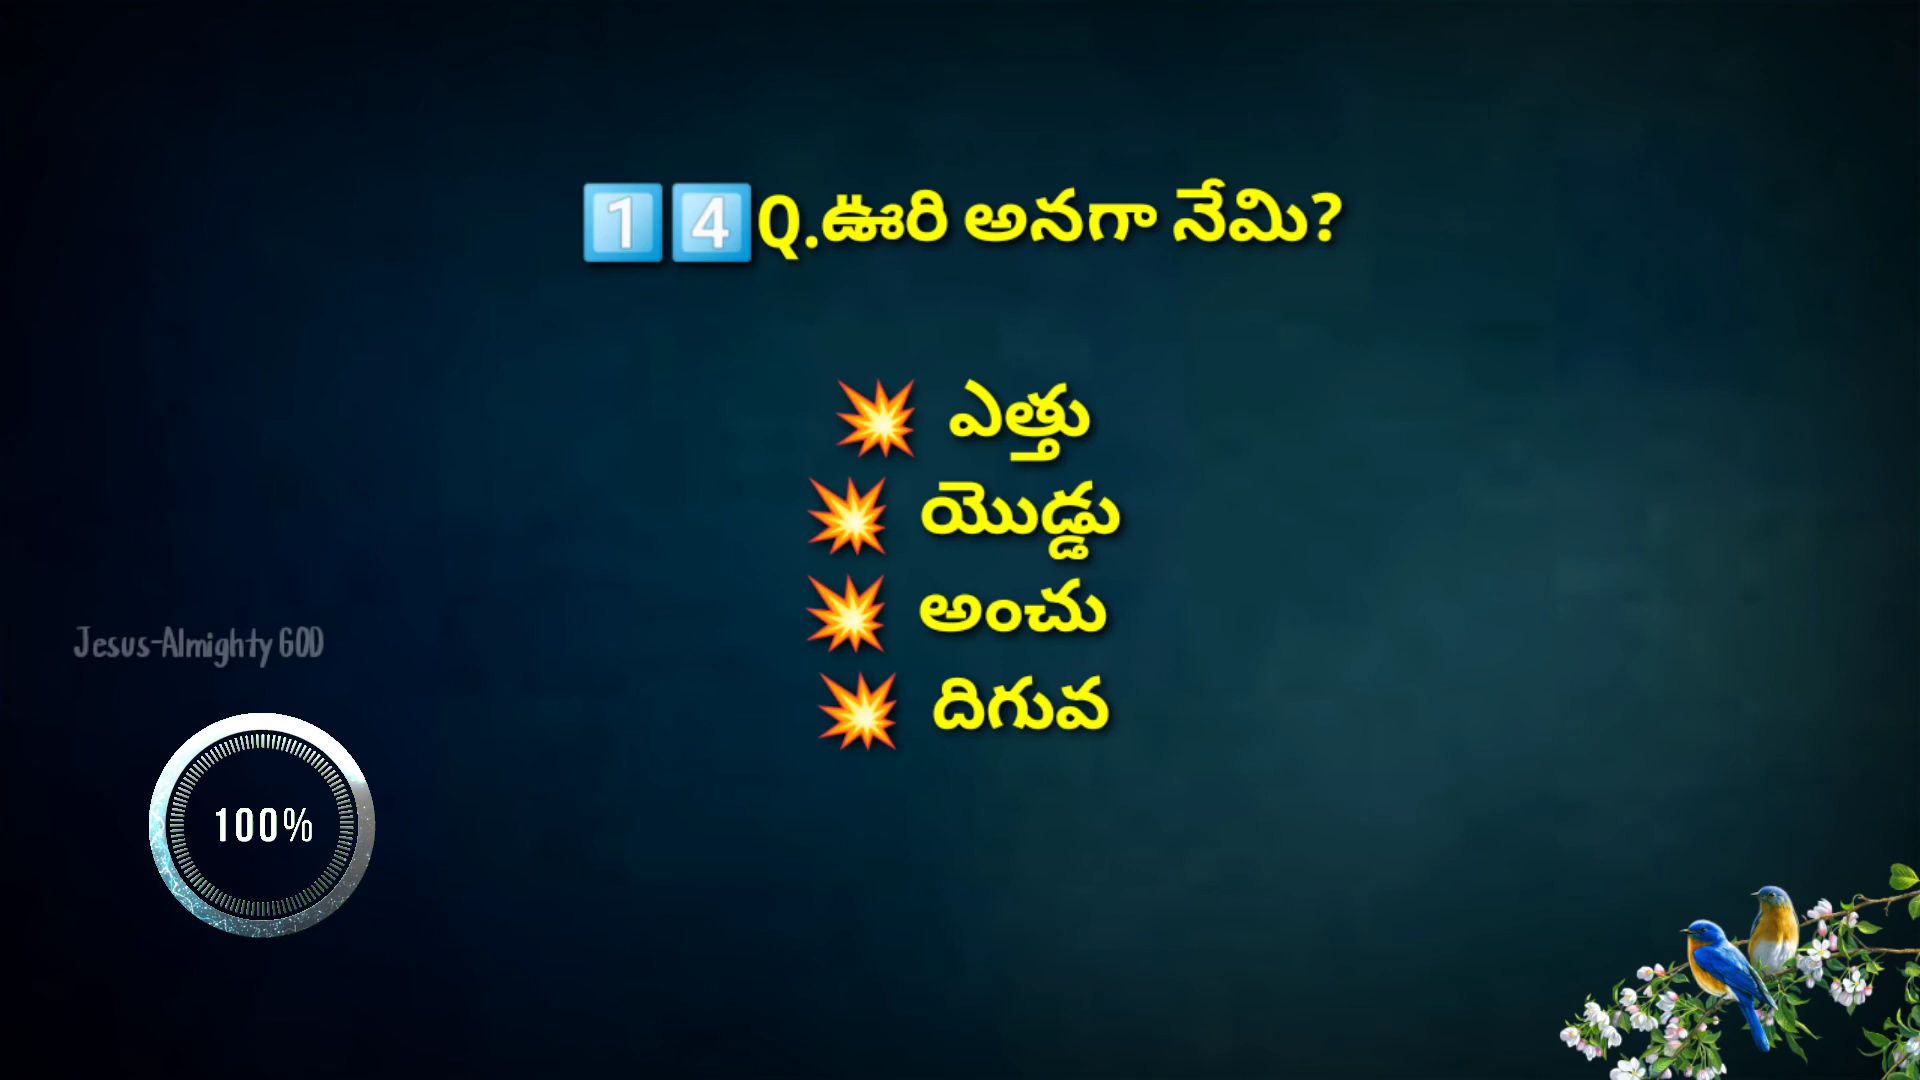 1️⃣4️⃣Q.ఊరి అనగా నేమి?
💥 ఎత్తు
💥 యొడ్డు
💥 అంచు
💥 దిగువ
Jesus-Almighty GOD
100%